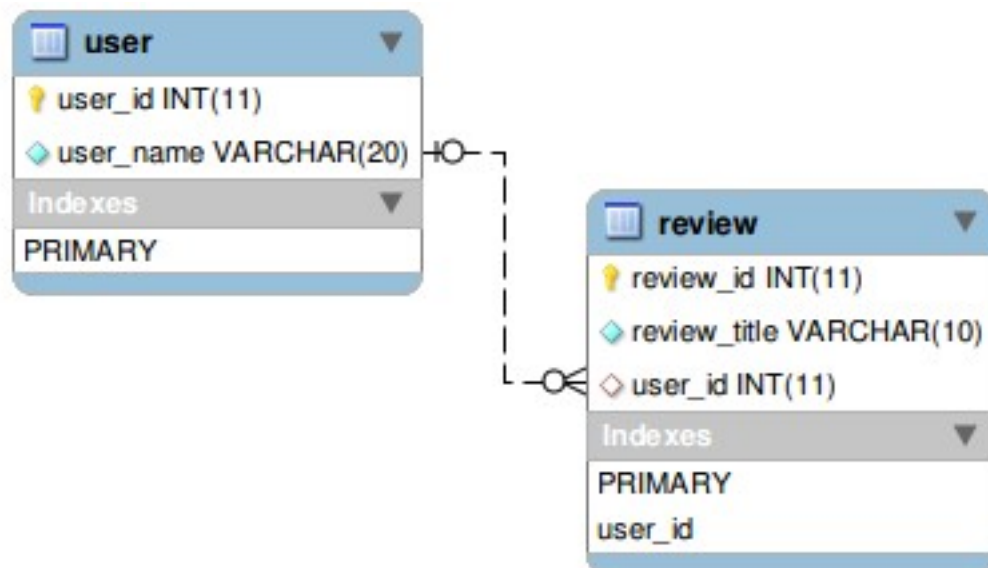 user
user_id INT(11)
user_name VARCHAR(20)
Indexes
PRIMARY
review
review_id INT(11)
review_title VARCHAR(10)
user_id INT(11)
Indexes
PRIMARY
user_id